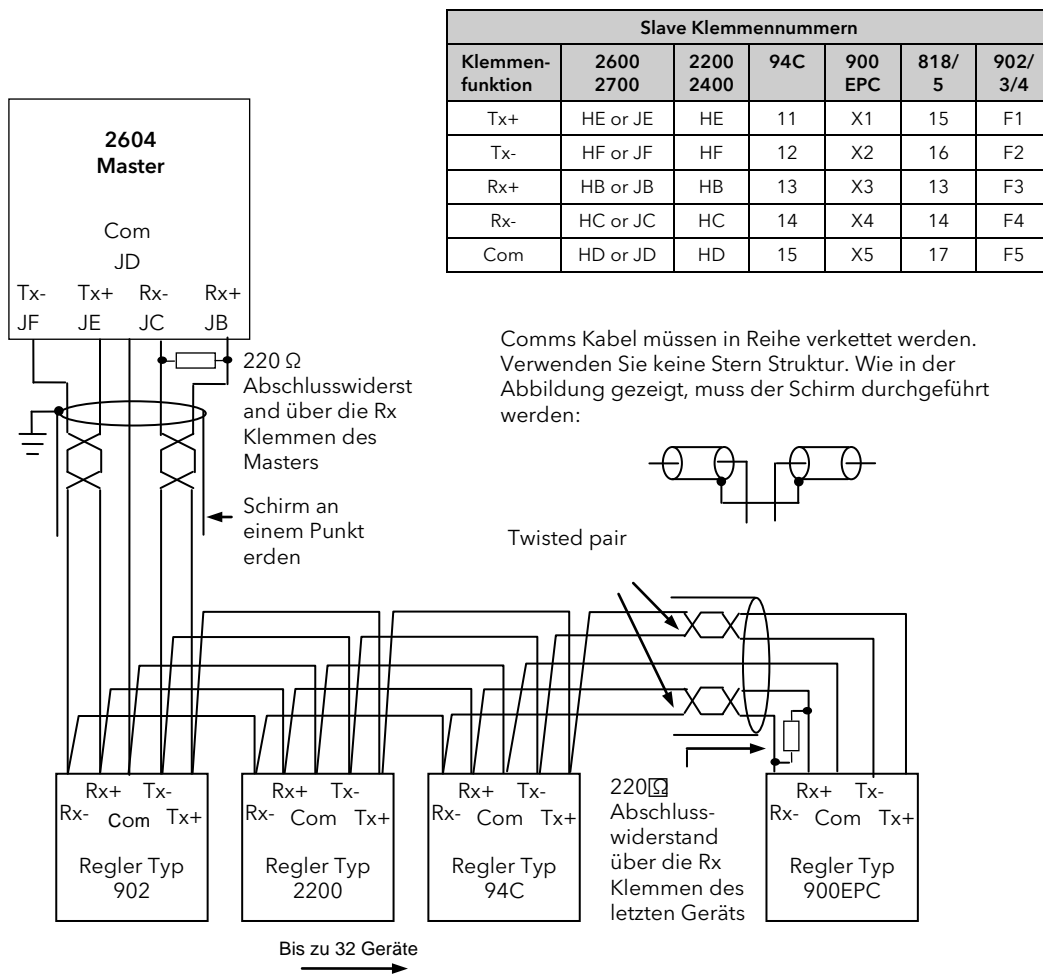 Slave Klemmennummern
Klemmen-funktion 2600 2700 2200 2400 94C 900 EPC 818/ 5 902/ 3/4
Tx+ HE or JE HE 11 X1 15 F1
Tx- HF or JF HF 12 X2 16 F2
Rx+ HB or JB HB 13 X3 13 F3
Rx- HC or JC HC 14 X4 14 F4
Com HD or JD HD 15 X5 17 F5
2604
Master
Com
JD
Tx- Tx+ Rx- Rx+
JF JE JC JB
220 Ω
Abschlusswiderst
and über die Rx
Klemmen des
Masters
Schirm an
einem Punkt
erden
Comms Kabel müssen in Reihe verkettet werden.
Verwenden Sie keine Stern Struktur. Wie in der
Abbildung gezeigt, muss der Schirm durchgeführt
werden:
Twisted pair
Rx+ Tx-
Rx- Com Tx+
Regler Typ
902
Rx+ Tx-
Rx- Com Tx+
Regler Typ
2200
Rx+ Tx-
Rx- Com Tx+
Regler Typ
94C
220Ω
Abschluss-
widerstand
über die Rx
Klemmen des
letzten Geräts
Rx+ Tx-
Rx- Com Tx+
Regler Typ
900EPC
Bis zu 32 Geräte